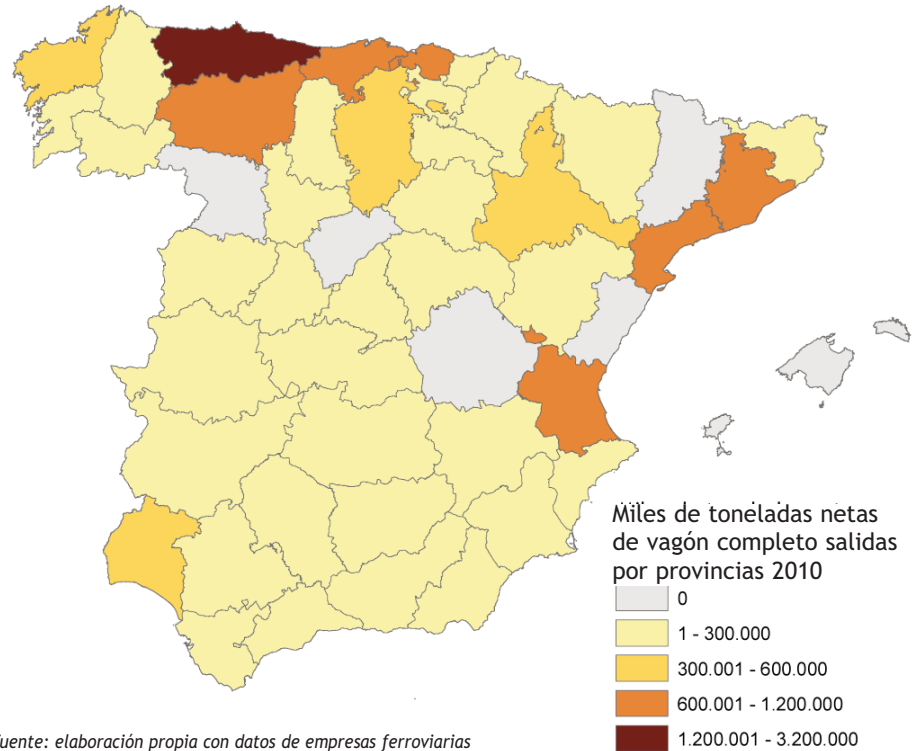 Miles de toneladas netas
de vagón completo salidas
por provincias 2010
0
1 - 300.000
300.001 - 600.000
600.001 - 1.200.000
1.200.001 - 3.200.000
uente: elaboración propia con datos de empresas ferroviarias